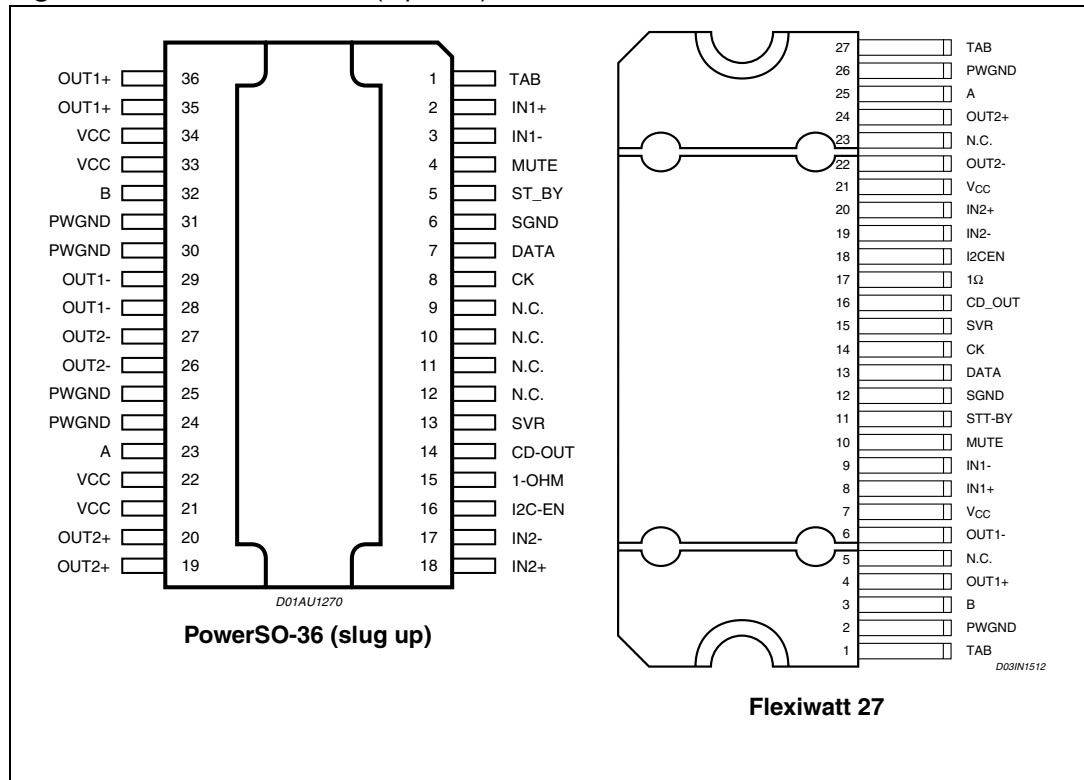 OUT1+ 36 1 TAB
OUT1+ 35 2 IN1+
VCC 34 3 IN1-
VCC 33 4 MUTE
B 32 5 ST_BY
PWGND 31 6 SGND
PWGND 30 7 DATA
OUT1- 29 8 CK
OUT1- 28 9 N.C.
OUT2- 27 10 N.C.
OUT2- 26 11 N.C.
PWGND 25 12 N.C.
PWGND 24 13 SVR
A 23 14 CD-OUT
VCC 22 15 1-OHM
VCC 21 16 I2C-EN
OUT2+ 20 17 IN2-
OUT2+ 19 18 IN2+
D01AU1270
PowerSO-36 (slug up)
27 TAB
26 PWGND
25 A
24 OUT2+
23 N.C.
22 OUT2-
21 VCC
20 IN2+
19 IN2-
18 I2CEN
17 1Ω
16 CD_OUT
15 SVR
14 CK
13 DATA
12 SGND
11 STT-BY
10 MUTE
9 IN1-
8 IN1+
7 VCC
6 OUT1-
5 N.C.
4 OUT1+
3 B
2 PWGND
1 TAB
D03IN1512
Flexiwatt 27